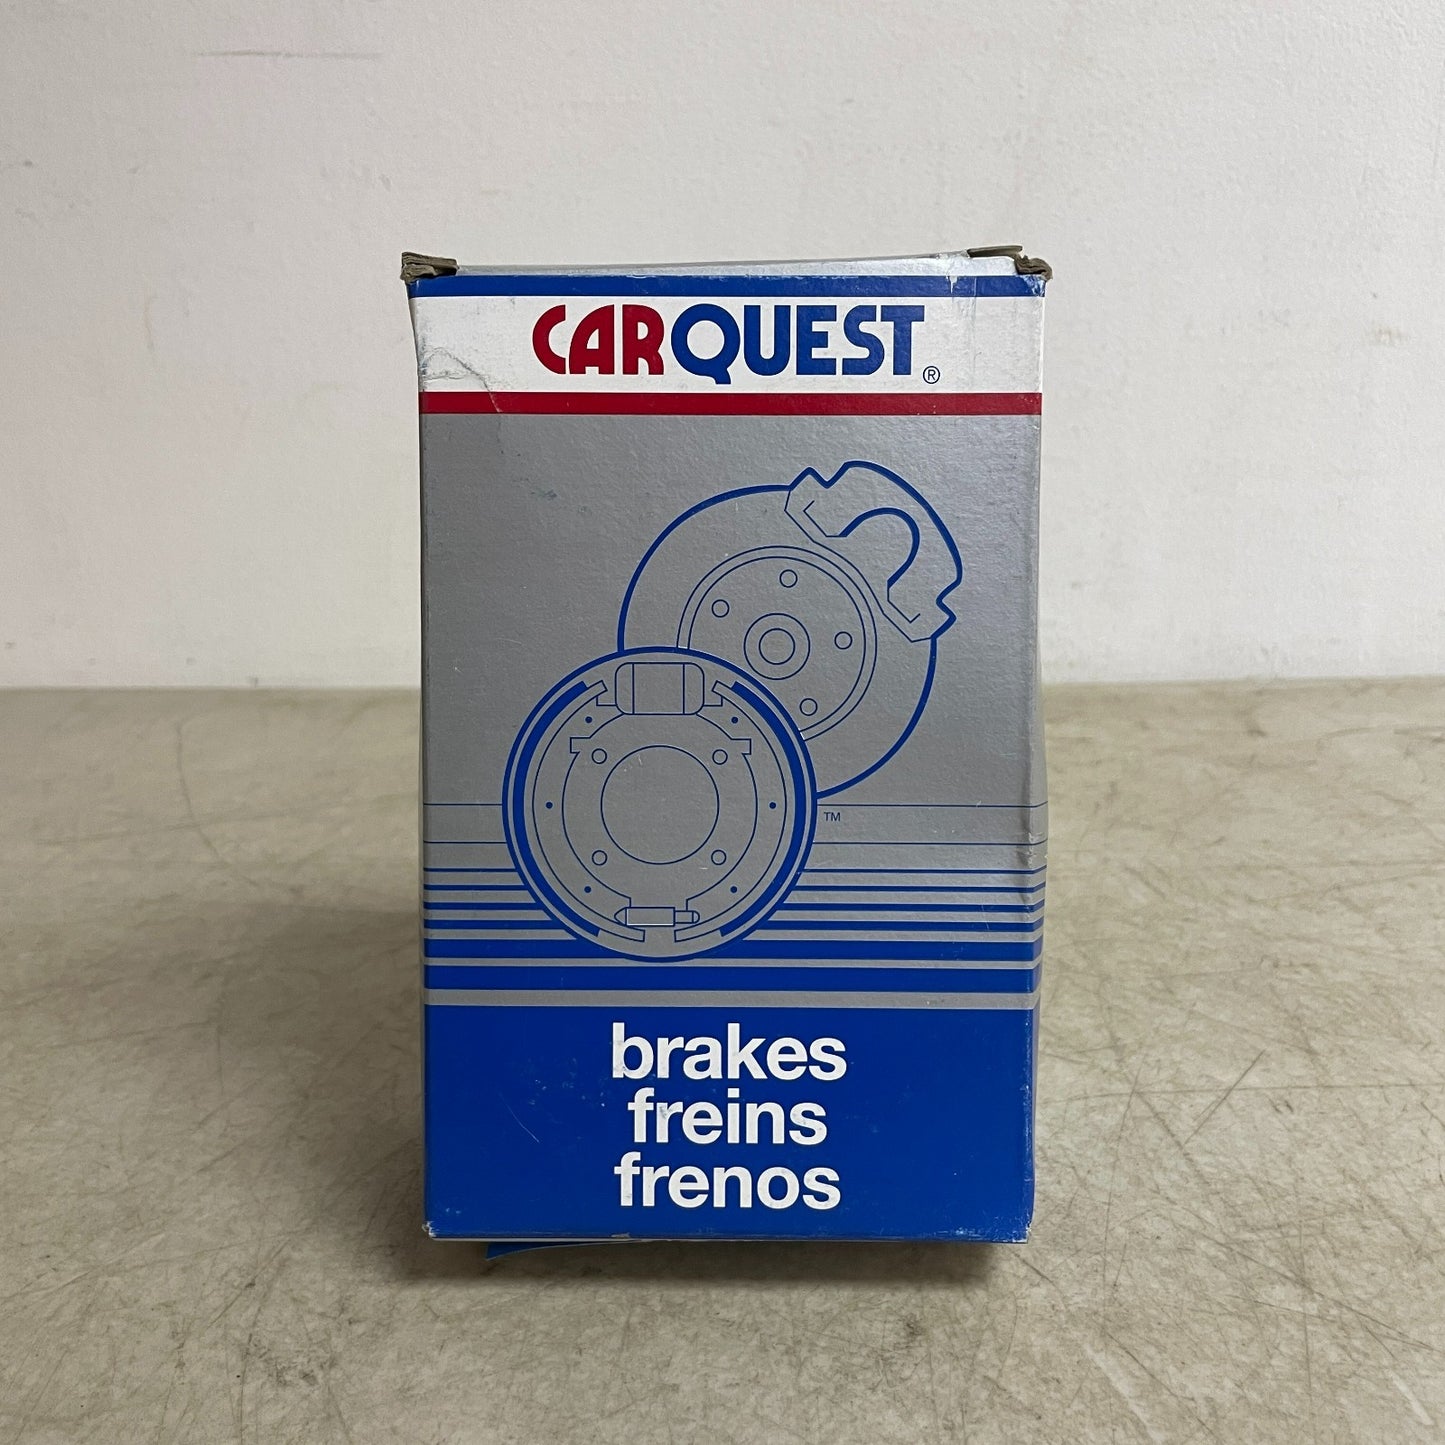 CARQUEST®
TM
brakes
freins
frenos